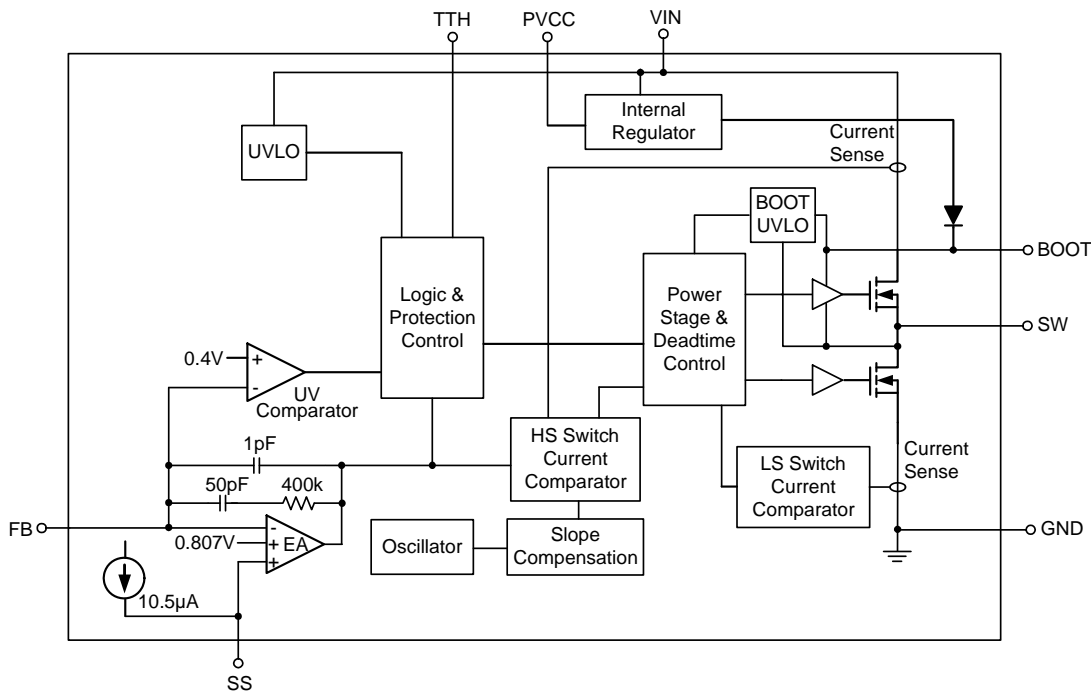 TTH
PVCC
VIN
Internal
Regulator
Current
Sense
UVLO
BOOT
UVLO
BOOT
Logic &
Protection
Control
Power
Stage &
Deadtime
Control
SW
0.4V
+
-
UV
Comparator
1pF
HS Switch
Current
Comparator
LS Switch
Current
Comparator
Current
Sense
50pF
400k
FB
-
0.807V
+
EA
+
Oscillator
Slope
Compensation
GND
10.5µA
SS